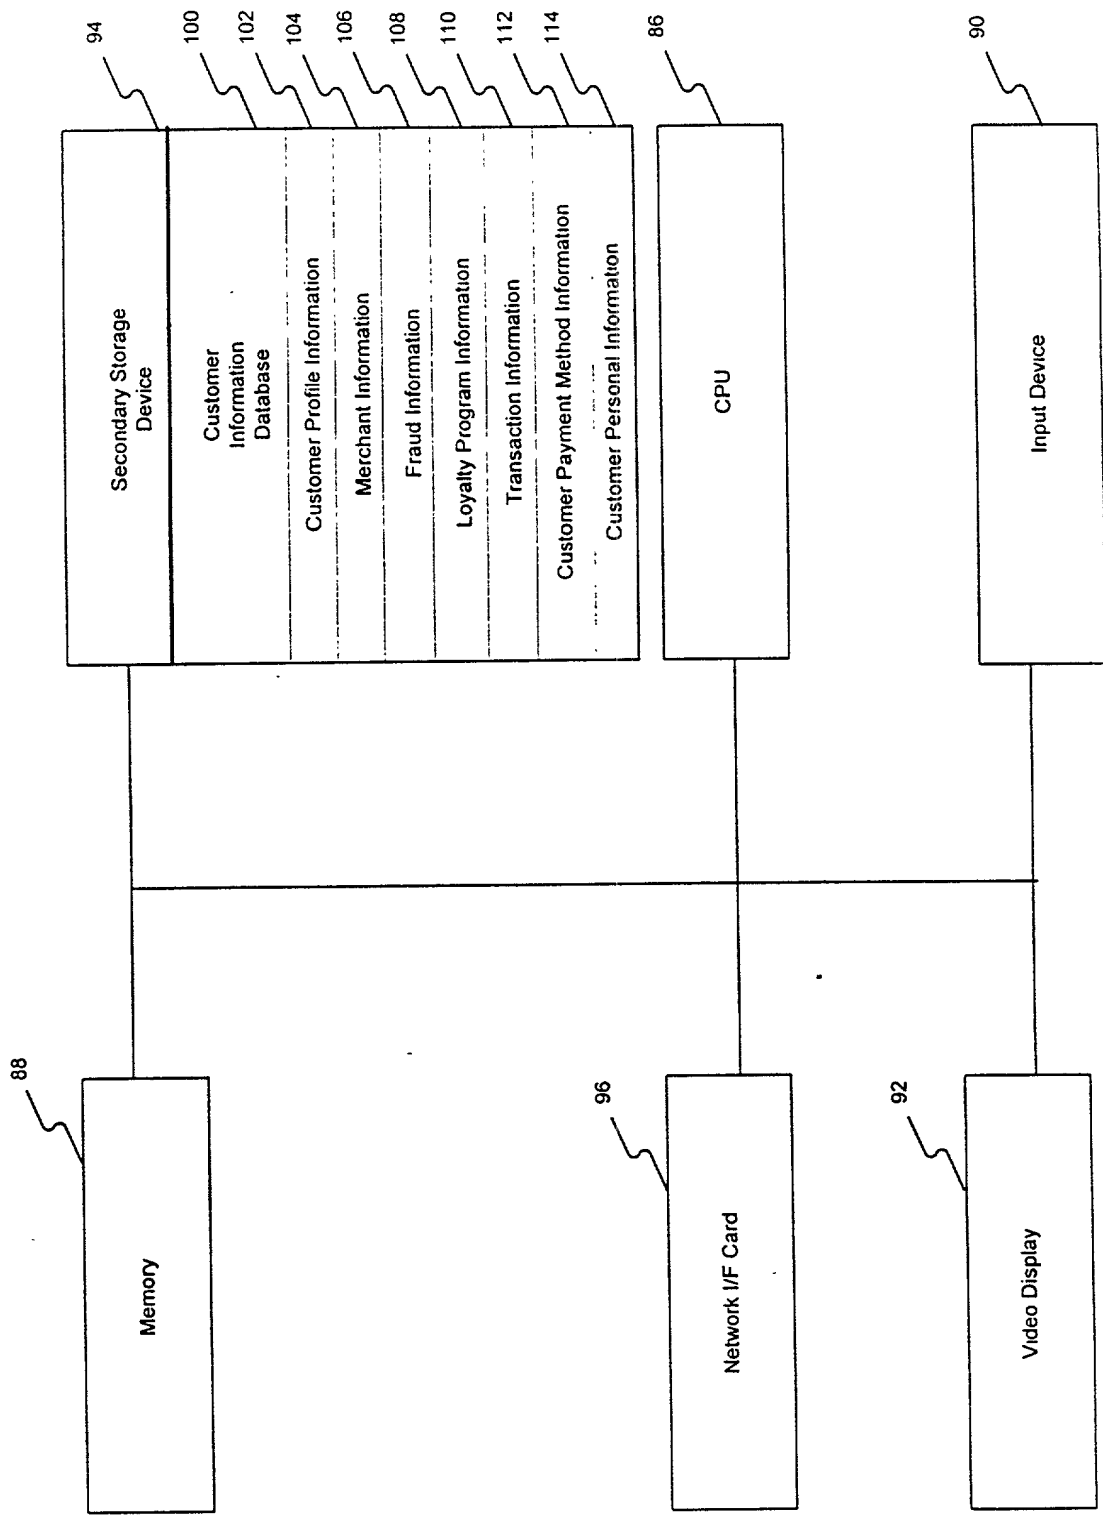 88
Memory
96
Network I/F Card
92
Video Display
94
Secondary Storage
Device
100
Customer
Information
Database
102
Customer Profile Information
104
Merchant Information
106
Fraud Information
108
Loyalty Program Information
110
Transaction Information
112
Customer Payment Method Information
114
Customer Personal Information
86
CPU
90
Input Device